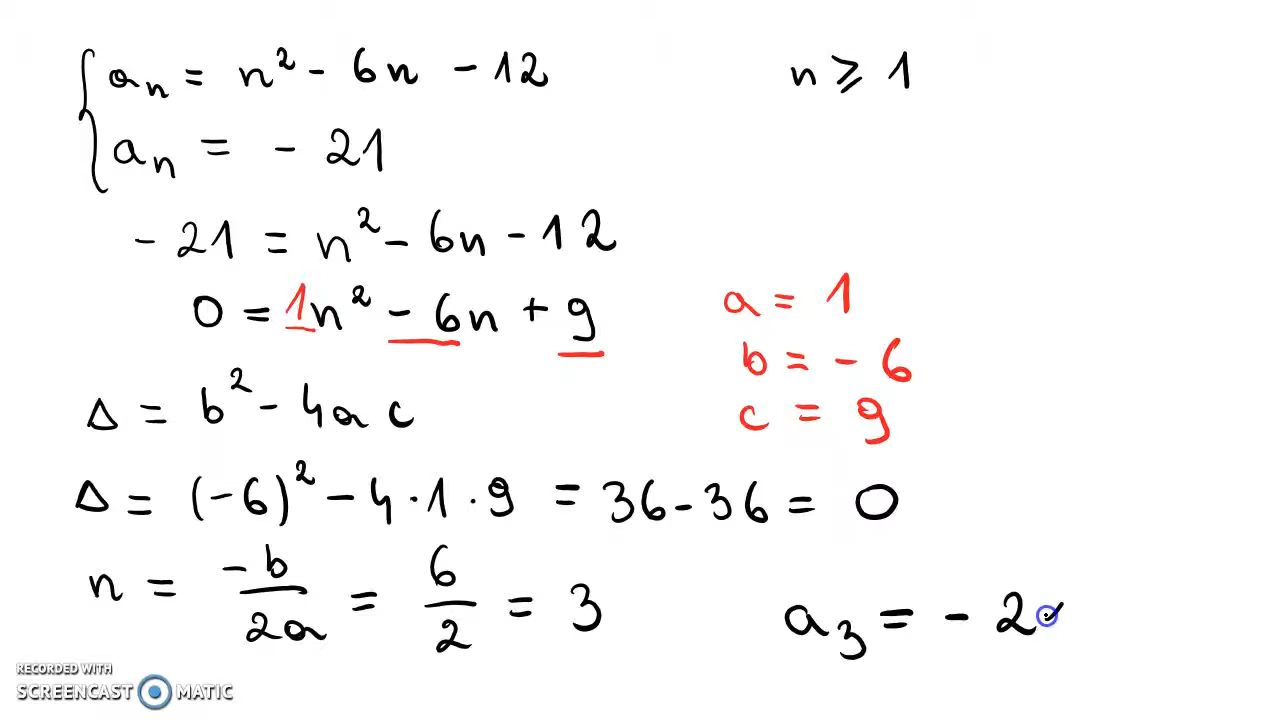 aₙ = n² - 6n - 12 n ≥ 1
aₙ = - 21
- 21 = n² - 6n - 12
0 = 1n² - 6n + 9
a = 1
b = - 6
c = 9
Δ = b² - 4ac
Δ = (-6)² - 4·1·9 = 36 - 36 = 0
n = -b/2a = 6/2 = 3 a₃ = - 2
RECORDED WITH
SCREENCAST MATIC